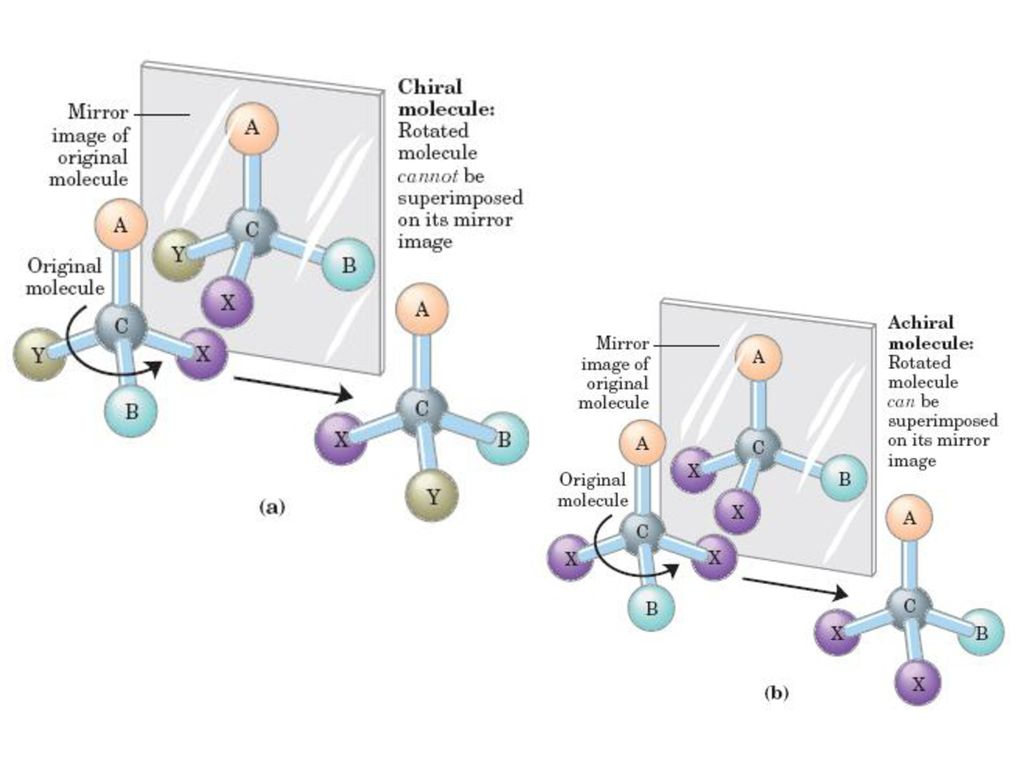 Mirror
image of
original
molecule
A
C
Y
X
B
Chiral
molecule:
Rotated
molecule
cannot be
superimposed
on its mirror
image
Original
molecule
A
C
Y
X
B
A
C
X
B
Y
(a)
Mirror
image of
original
molecule
A
C
X
X
B
Achiral
molecule:
Rotated
molecule
can be
superimposed
on its mirror
image
Original
molecule
A
C
X
X
B
A
C
X
B
X
(b)